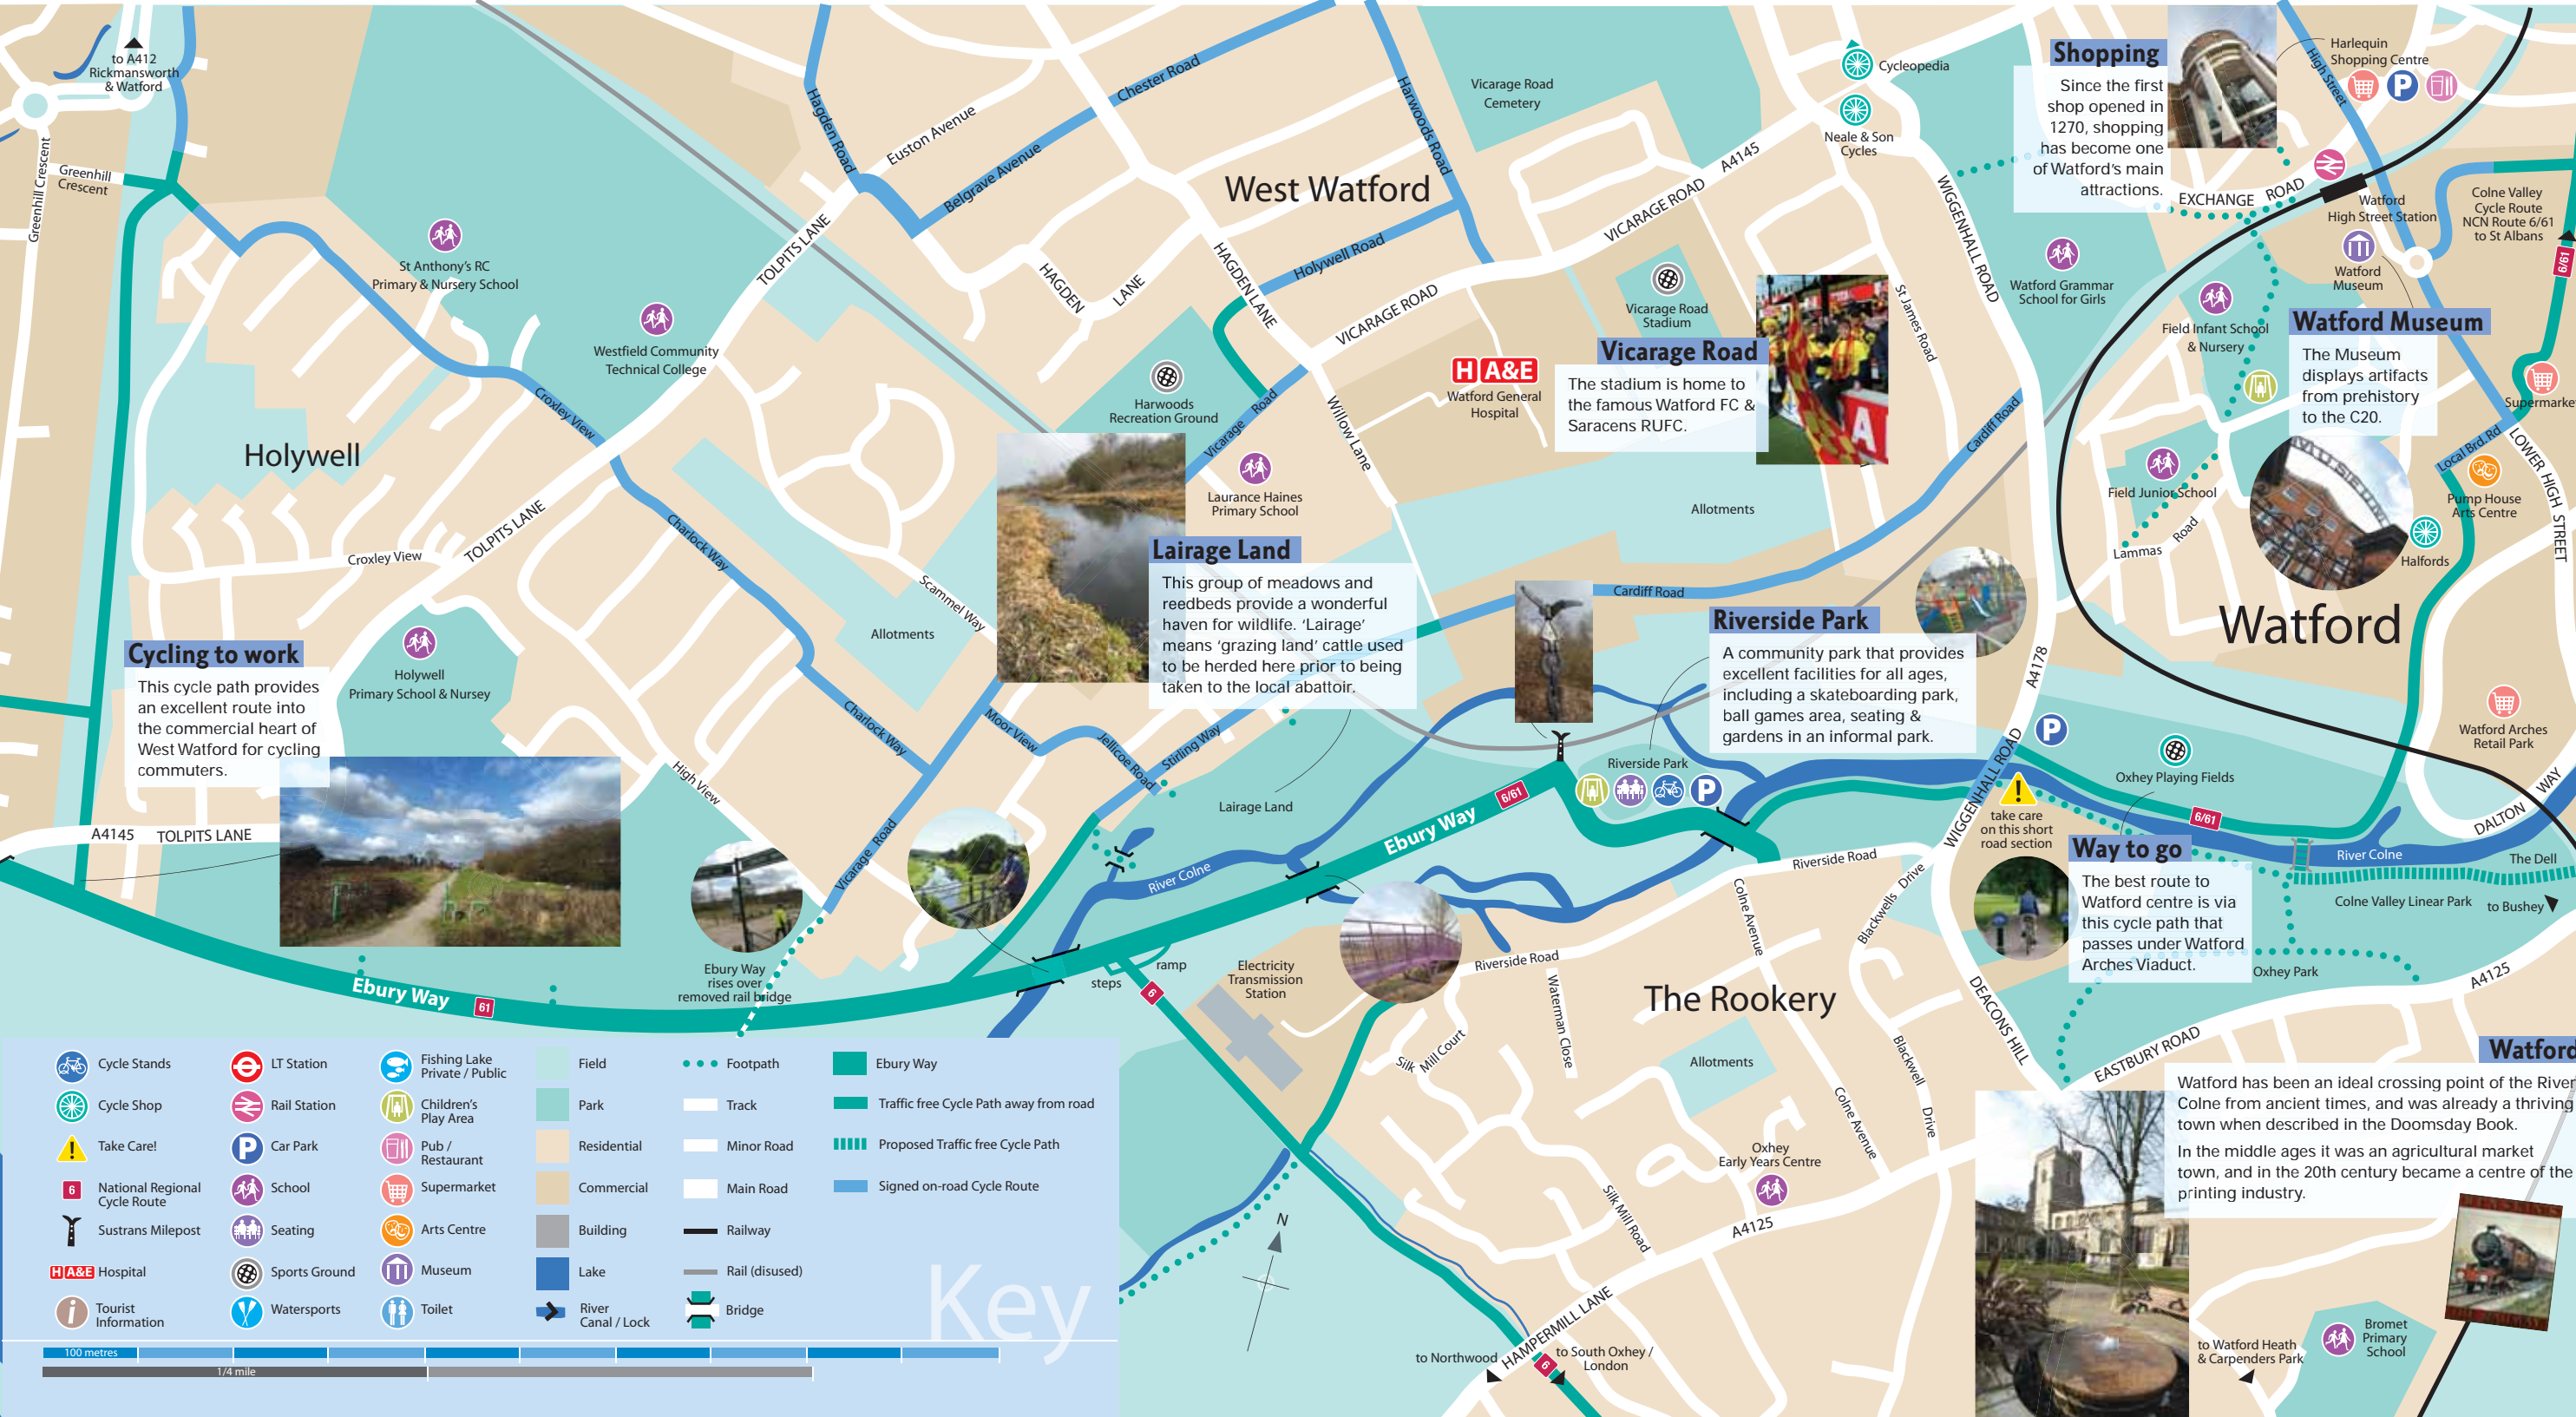 to A412
Rickmansworth
& Watford
Greenhill Crescent
Greenhill
Crescent
St Anthony's RC
Primary & Nursery School
Westfield Community
Technical College
Holywell
Croxley View
Croxley View
TOLPITS LANE
TOLPITS LANE
Hagden Road
Euston Avenue
Belgrave Avenue
Chester Road
Harwoods Road
West Watford
HAGDEN
LANE
HAGDEN LANE
Holywell Road
VICARAGE ROAD
VICARAGE ROAD
A4145
Vicarage Road
Cemetery
Cycleopedia
Neale & Son
Cycles
WIGGENHALL ROAD
Shopping
Since the first
shop opened in
1270, shopping
has become one
of Watford's main
attractions.
Harlequin
Shopping Centre
P
High Street
EXCHANGE
ROAD
Watford
High Street Station
Colne Valley
Cycle Route
NCN Route 6/61
to St Albans
6/61
Watford
Museum
Watford Grammar
School for Girls
Field Infant School
& Nursery
Watford Museum
The Museum
displays artifacts
from prehistory
to the C20.
Supermarke
Local Brd. Rd
LOWER HIGH STREET
Pump House
Arts Centre
Halfords
Field Junior School
Lammas
Road
Watford
Vicarage Road
Stadium
Vicarage Road
The stadium is home to
the famous Watford FC &
Saracens RUFC.
St James Road
H A&E
Watford General
Hospital
Willow Lane
Harwoods
Recreation Ground
Vicarage
Road
Laurance Haines
Primary School
Allotments
Cardiff Road
Cardiff Road
Lairage Land
This group of meadows and
reedbeds provide a wonderful
haven for wildlife. 'Lairage'
means 'grazing land' cattle used
to be herded here prior to being
taken to the local abattoir.
Charlock Way
Scammel Way
Allotments
Charlock Way
Moor View
Jellicoe Road
Stirling Way
Cycling to work
This cycle path provides
an excellent route into
the commercial heart of
West Watford for cycling
commuters.
Holywell
Primary School & Nursey
High View
Vicarage Road
A4145
TOLPITS LANE
Ebury Way
61
Ebury Way
rises over
removed rail bridge
Lairage Land
River Colne
Ebury Way
6/61
Riverside Park
A community park that provides
excellent facilities for all ages,
including a skateboarding park,
ball games area, seating &
gardens in an informal park.
Riverside Park
P
A4178
WIGGENHALL ROAD
P
take care
on this short
road section
Oxhey Playing Fields
6/61
Watford Arches
Retail Park
DALTON
WAY
Way to go
The best route to
Watford centre is via
this cycle path that
passes under Watford
Arches Viaduct.
River Colne
The Dell
Colne Valley Linear Park
to Bushey
Oxhey Park
A4125
EASTBURY ROAD
DEACONS HILL
Riverside Road
Riverside Road
Colne Avenue
Blackwells
Drive
The Rookery
Waterman Close
Silk Mill Court
Allotments
Blackwell
Drive
Colne Avenue
Oxhey
Early Years Centre
Silk Mill Road
A4125
steps
ramp
6
Electricity
Transmission
Station
N
HAMPERMILL LANE
to Northwood
6
to South Oxhey /
London
Watford
Watford has been an ideal crossing point of the River
Colne from ancient times, and was already a thriving
town when described in the Doomsday Book.
In the middle ages it was an agricultural market
town, and in the 20th century became a centre of the
printing industry.
to Watford Heath
& Carpenders Park
Bromet
Primary
School
Cycle Stands
Cycle Shop
Take Care!
6
National Regional
Cycle Route
Sustrans Milepost
H A&E
Hospital
Tourist
Information
LT Station
Rail Station
P
Car Park
School
Seating
Sports Ground
Watersports
Fishing Lake
Private / Public
Children's
Play Area
Pub /
Restaurant
Supermarket
Arts Centre
Museum
Toilet
Field
Park
Residential
Commercial
Building
Lake
River
Canal / Lock
Footpath
Track
Minor Road
Main Road
Railway
Rail (disused)
Bridge
Ebury Way
Traffic free Cycle Path away from road
Proposed Traffic free Cycle Path
Signed on-road Cycle Route
Key
100 metres
1/4 mile